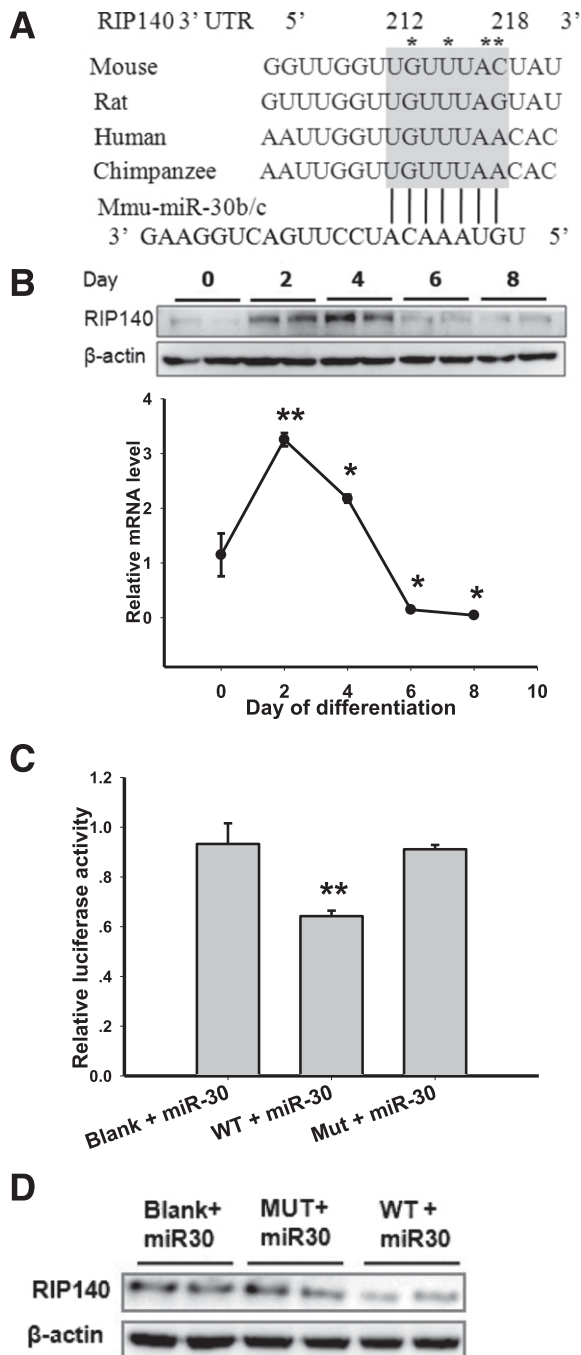 A
RIP140 3’ UTR 5’ 212 218 3’
* * **
Mouse GGUUGGUUGUUUACUAU
Rat GUUUGGUUGUUUAGUAU
Human AAUUGGUUGUUUAACAC
Chimpanzee AAUUGGUUGUUUAACAC
Mmu-miR-30b/c
3’ GAAGGUCAGUUCCUACAAAUGU 5’
B
Day 0 2 4 6 8
RIP140
β-actin
Relative mRNA level
4
3
2
1
0
**
*
*
*
0 2 4 6 8 10
Day of differentiation
C
Relative luciferase activity
1.2
1.0
.8
.6
.4
.2
0.0
**
Blank + miR-30
WT + miR-30
Mut + miR-30
D
Blank+ miR30
MUT+ miR30
WT + miR30
RIP140
β-actin